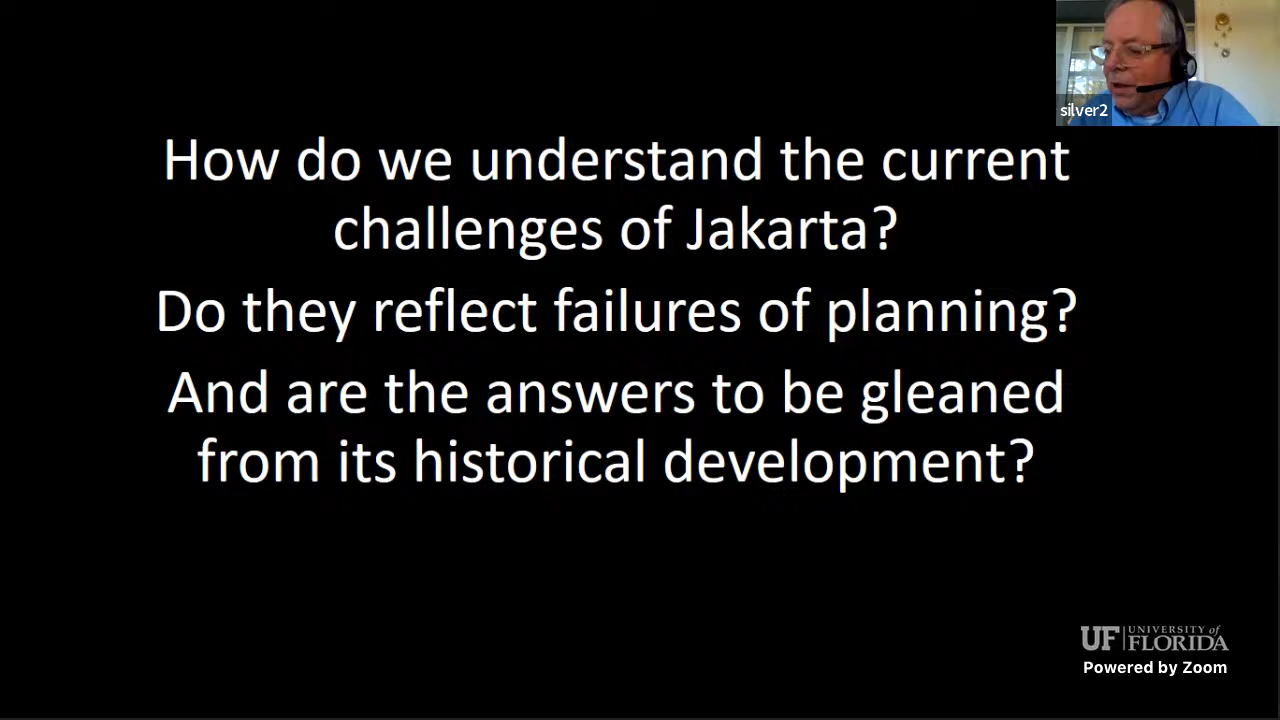 silver2
How do we understand the current
challenges of Jakarta?
Do they reflect failures of planning?
And are the answers to be gleaned
from its historical development?
UF UNIVERSITY of
FLORIDA
Powered by Zoom